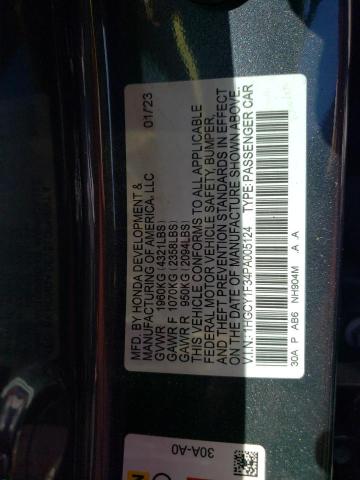 MFD. BY HONDA DEVELOPMENT & 01/23
MANUFACTURING OF AMERICA, LLC
GVWR 1960KG(4321LBS)
GAWR F 1070KG(2358LBS)
GAWR R 950KG(2094LBS)
THIS VEHICLE CONFORMS TO ALL APPLICABLE
FEDERAL MOTOR VEHICLE SAFETY, BUMPER,
AND THEFT PREVENTION STANDARDS IN EFFECT
ON THE DATE OF MANUFACTURE SHOWN ABOVE.
V.I.N.:1HGCY1F34PA005124 TYPE:PASSENGER CAR
30A P AB6 NH904M .A .A
30A-A0